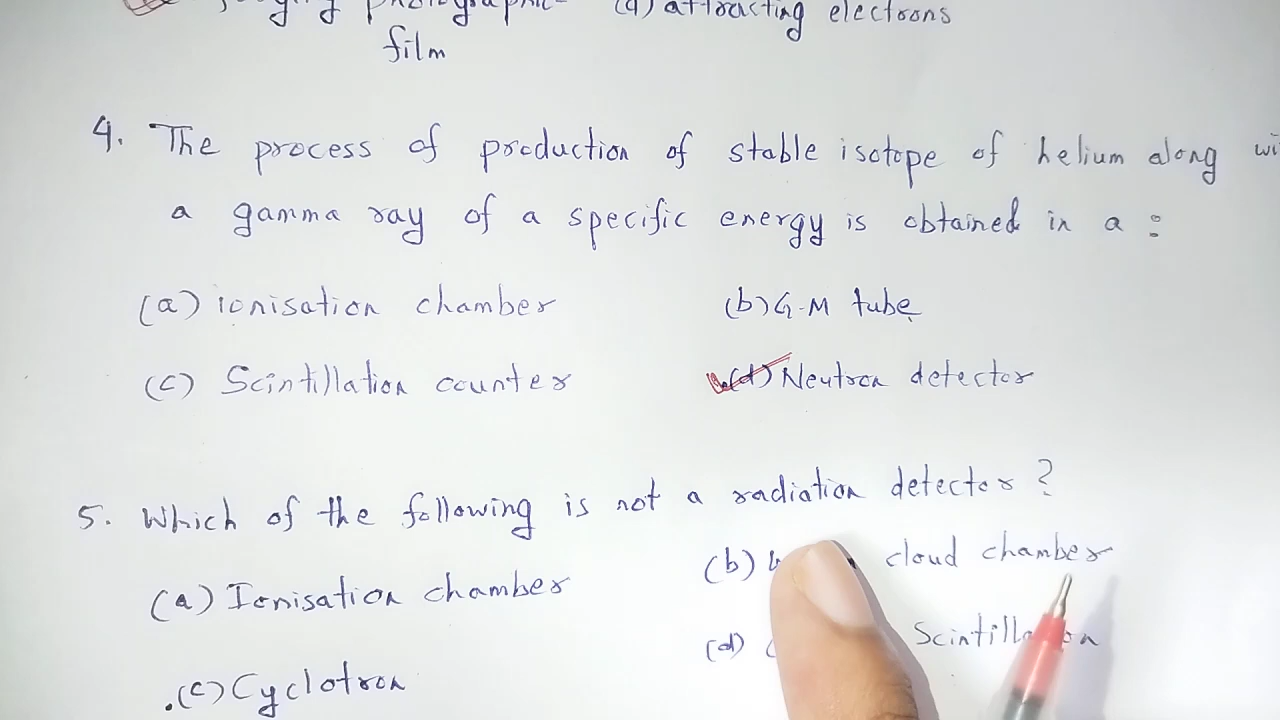 (d) attracting electrons
film
4. The process of production of stable isotope of helium along
a gamma ray of a specific energy is obtained in a :
(a) ionisation chamber (b) G-M tube
(c) Scintillation counter (d) Neutron detector
5. Which of the following is not a radiation detector ?
(a) Ionisation chamber (b) cloud chamber
(c) Cyclotron (d)